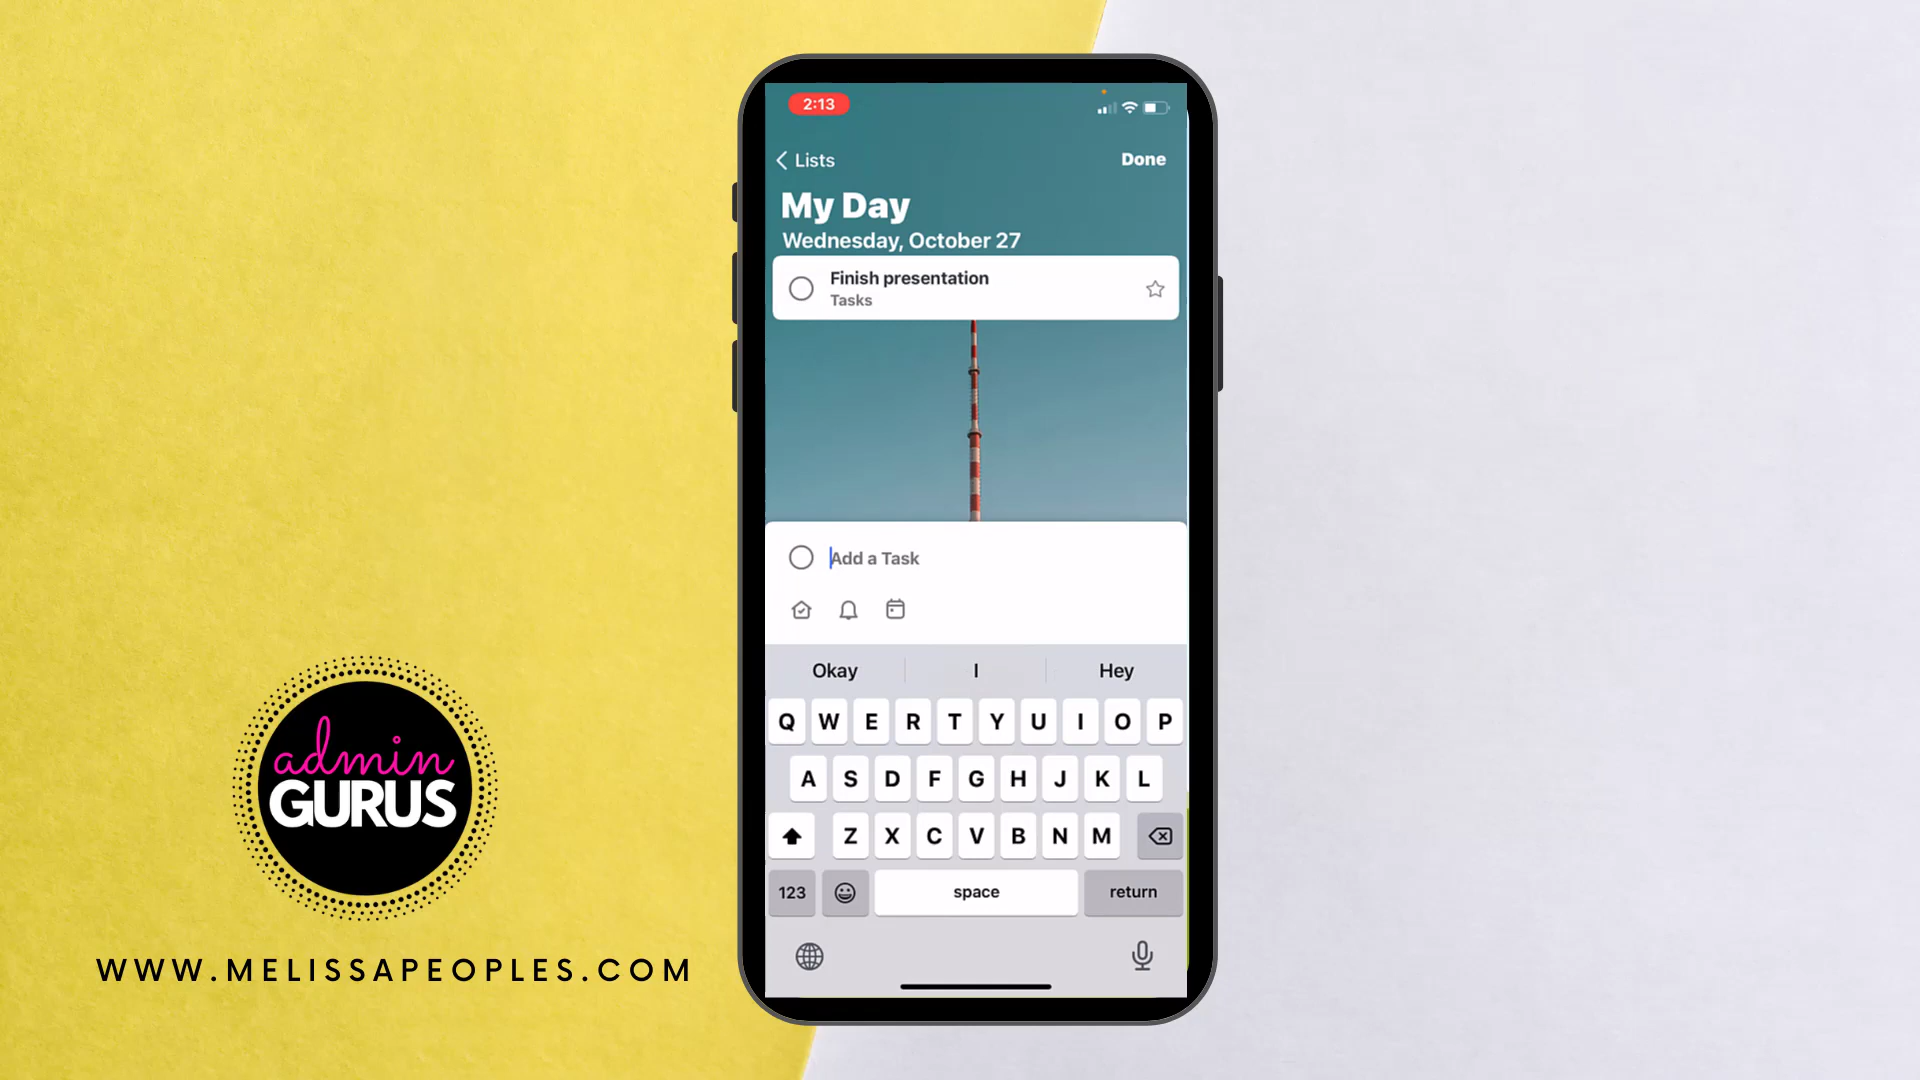 2:13
Lists
Done
My Day
Wednesday, October 27
Finish presentation
Tasks
Add a Task
Okay
I
Hey
Q W E R T Y U I O P
A S D F G H J K L
Z X C V B N M
123
space
return
admin
GURUS
WWW.MELISSAPEOPLES.COM